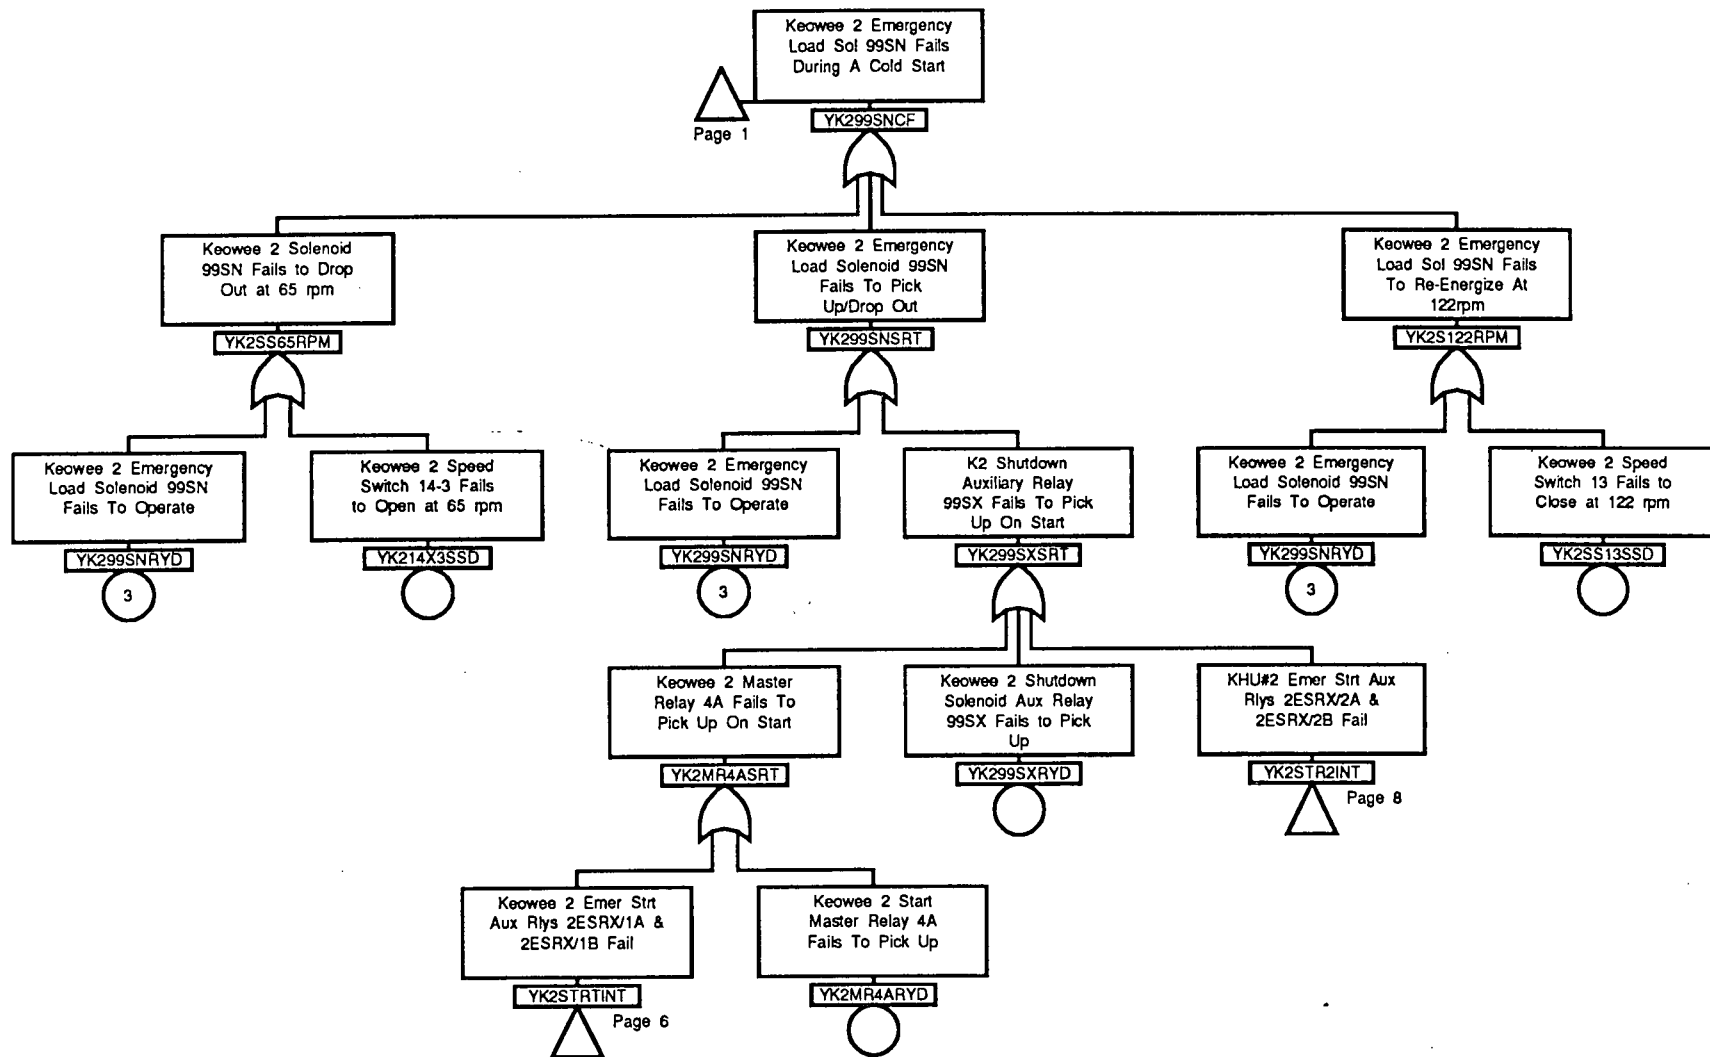 Keowee 2 Emergency
Load Sol 99SN Fails
During A Cold Start
Page 1
YK299SNCF
Keowee 2 Solenoid
99SN Fails to Drop
Out at 65 rpm
YK2SS65RPM
Keowee 2 Emergency
Load Solenoid 99SN
Fails To Pick
Up/Drop Out
YK299SNSRT
Keowee 2 Emergency
Load Sol 99SN Fails
To Re-Energize At
122rpm
YK2S122RPM
Keowee 2 Emergency
Load Solenoid 99SN
Fails To Operate
YK299SNRYD
3
Keowee 2 Speed
Switch 14-3 Fails
to Open at 65 rpm
YK214X3SSD
Keowee 2 Emergency
Load Solenoid 99SN
Fails To Operate
YK299SNRYD
3
K2 Shutdown
Auxiliary Relay
99SX Fails To Pick
Up On Start
YK299SXSRT
Keowee 2 Emergency
Load Solenoid 99SN
Fails To Operate
YK299SNRYD
3
Keowee 2 Speed
Switch 13 Fails to
Close at 122 rpm
YK2SS13SSD
Keowee 2 Master
Relay 4A Fails To
Pick Up On Start
YK2MR4ASRT
Keowee 2 Shutdown
Solenoid Aux Relay
99SX Fails to Pick
Up
YK299SXRYD
KHU#2 Emer Strt Aux
Rlys 2ESRX/2A &
2ESRX/2B Fail
YK2STR2INT
Page 8
Keowee 2 Emer Strt
Aux Rlys 2ESRX/1A &
2ESRX/1B Fail
YK2STRTINT
Page 6
Keowee 2 Start
Master Relay 4A
Fails To Pick Up
YK2MR4ARYD